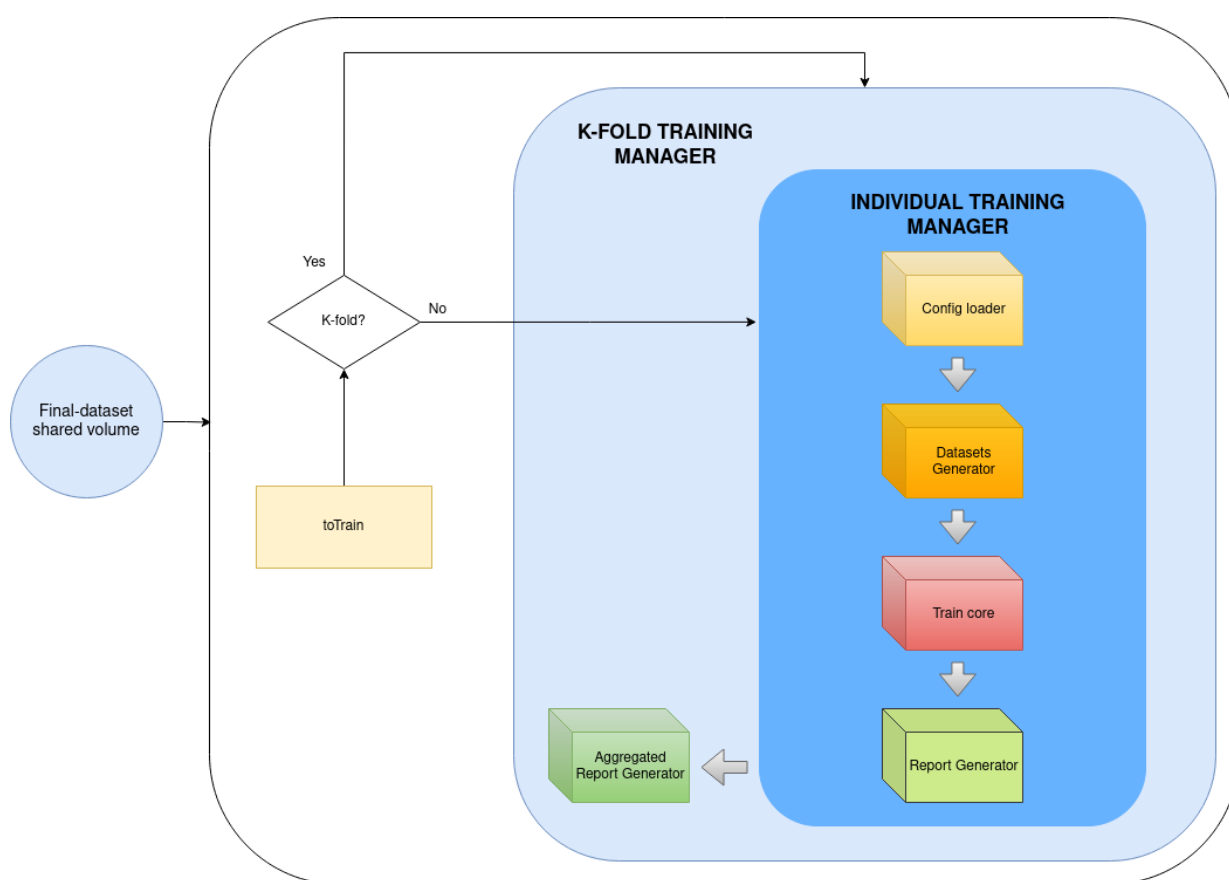 K-FOLD TRAINING
MANAGER
INDIVIDUAL TRAINING
MANAGER
Yes
Config loader
No
K-fold?
Final-dataset
shared volume
Datasets
Generator
toTrain
Train core
Aggregated
Report Generator
Report Generator